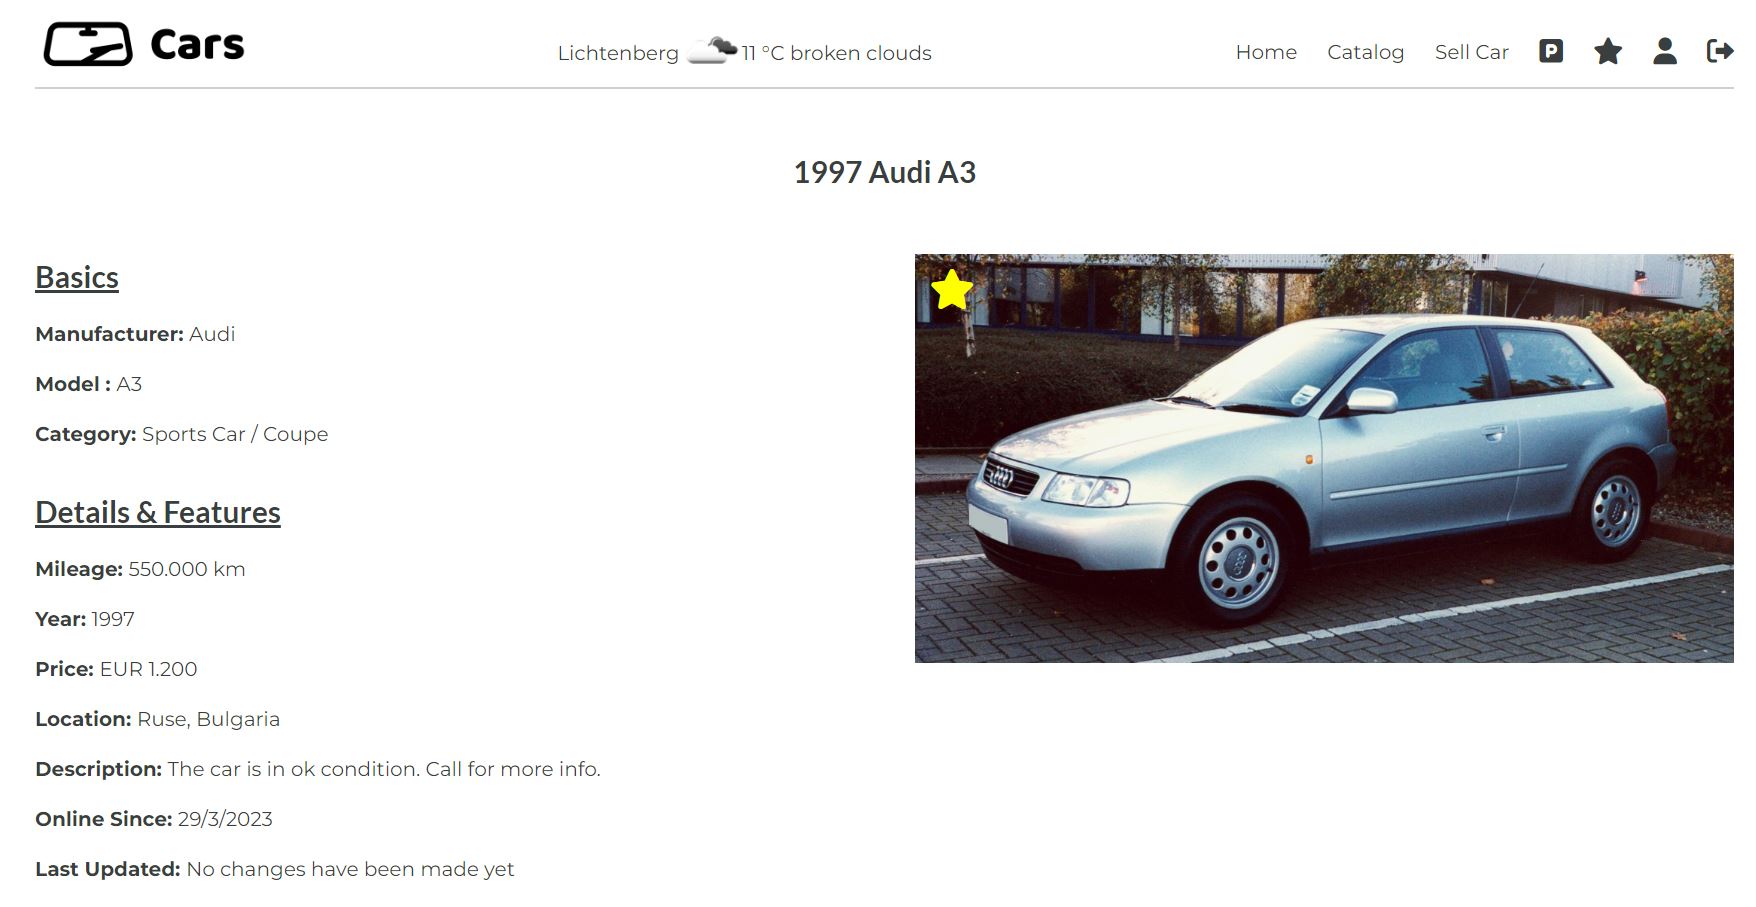 Cars
Lichtenberg 11 °C broken clouds
Home Catalog Sell Car P
1997 Audi A3
Basics
Manufacturer: Audi
Model : A3
Category: Sports Car / Coupe
Details & Features
Mileage: 550.000 km
Year: 1997
Price: EUR 1.200
Location: Ruse, Bulgaria
Description: The car is in ok condition. Call for more info.
Online Since: 29/3/2023
Last Updated: No changes have been made yet